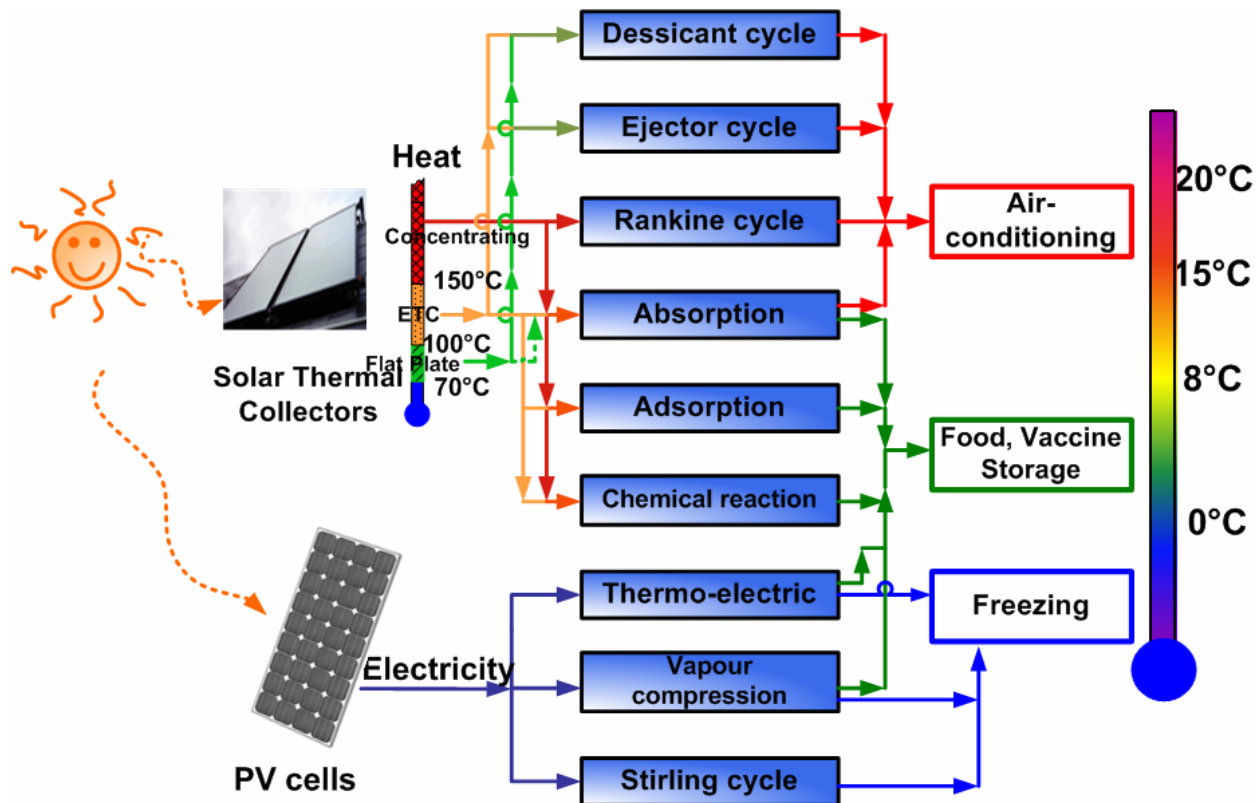 Dessicant cycle
Ejector cycle
Heat
20°C
Rankine cycle
Air-
conditioning
Concentrating
15°C
150°C
ETC
Absorption
100°C
Flat Plate
8°C
Solar Thermal
Collectors
70°C
Adsorption
Food, Vaccine
Storage
Chemical reaction
0°C
Thermo-electric
Freezing
Electricity
Vapour
compression
PV cells
Stirling cycle